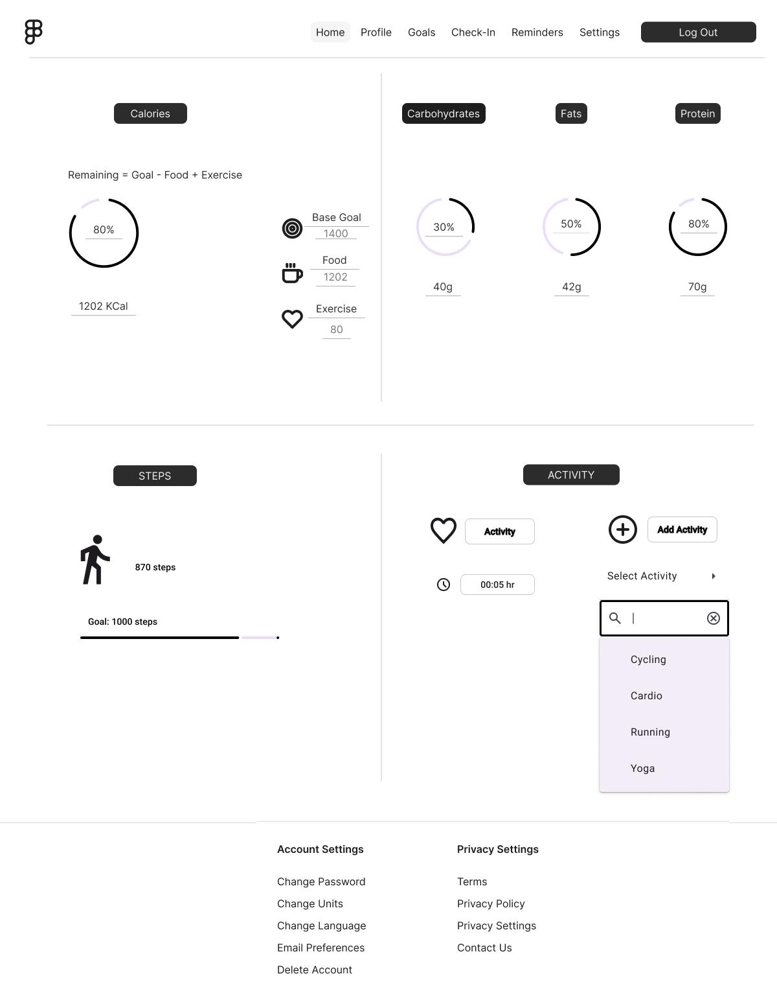 Home Profile Goals Check-In Reminders Settings Log Out
Calories
Remaining = Goal - Food + Exercise
80%
1202 KCal
Base Goal
1400
Food
1202
Exercise
80
Carbohydrates Fats Protein
30% 50% 80%
40g 42g 70g
STEPS
870 steps
Goal: 1000 steps
ACTIVITY
Activity
00:05 hr
Add Activity
Select Activity
Cycling
Cardio
Running
Yoga
Account Settings
Change Password
Change Units
Change Language
Email Preferences
Delete Account
Privacy Settings
Terms
Privacy Policy
Privacy Settings
Contact Us